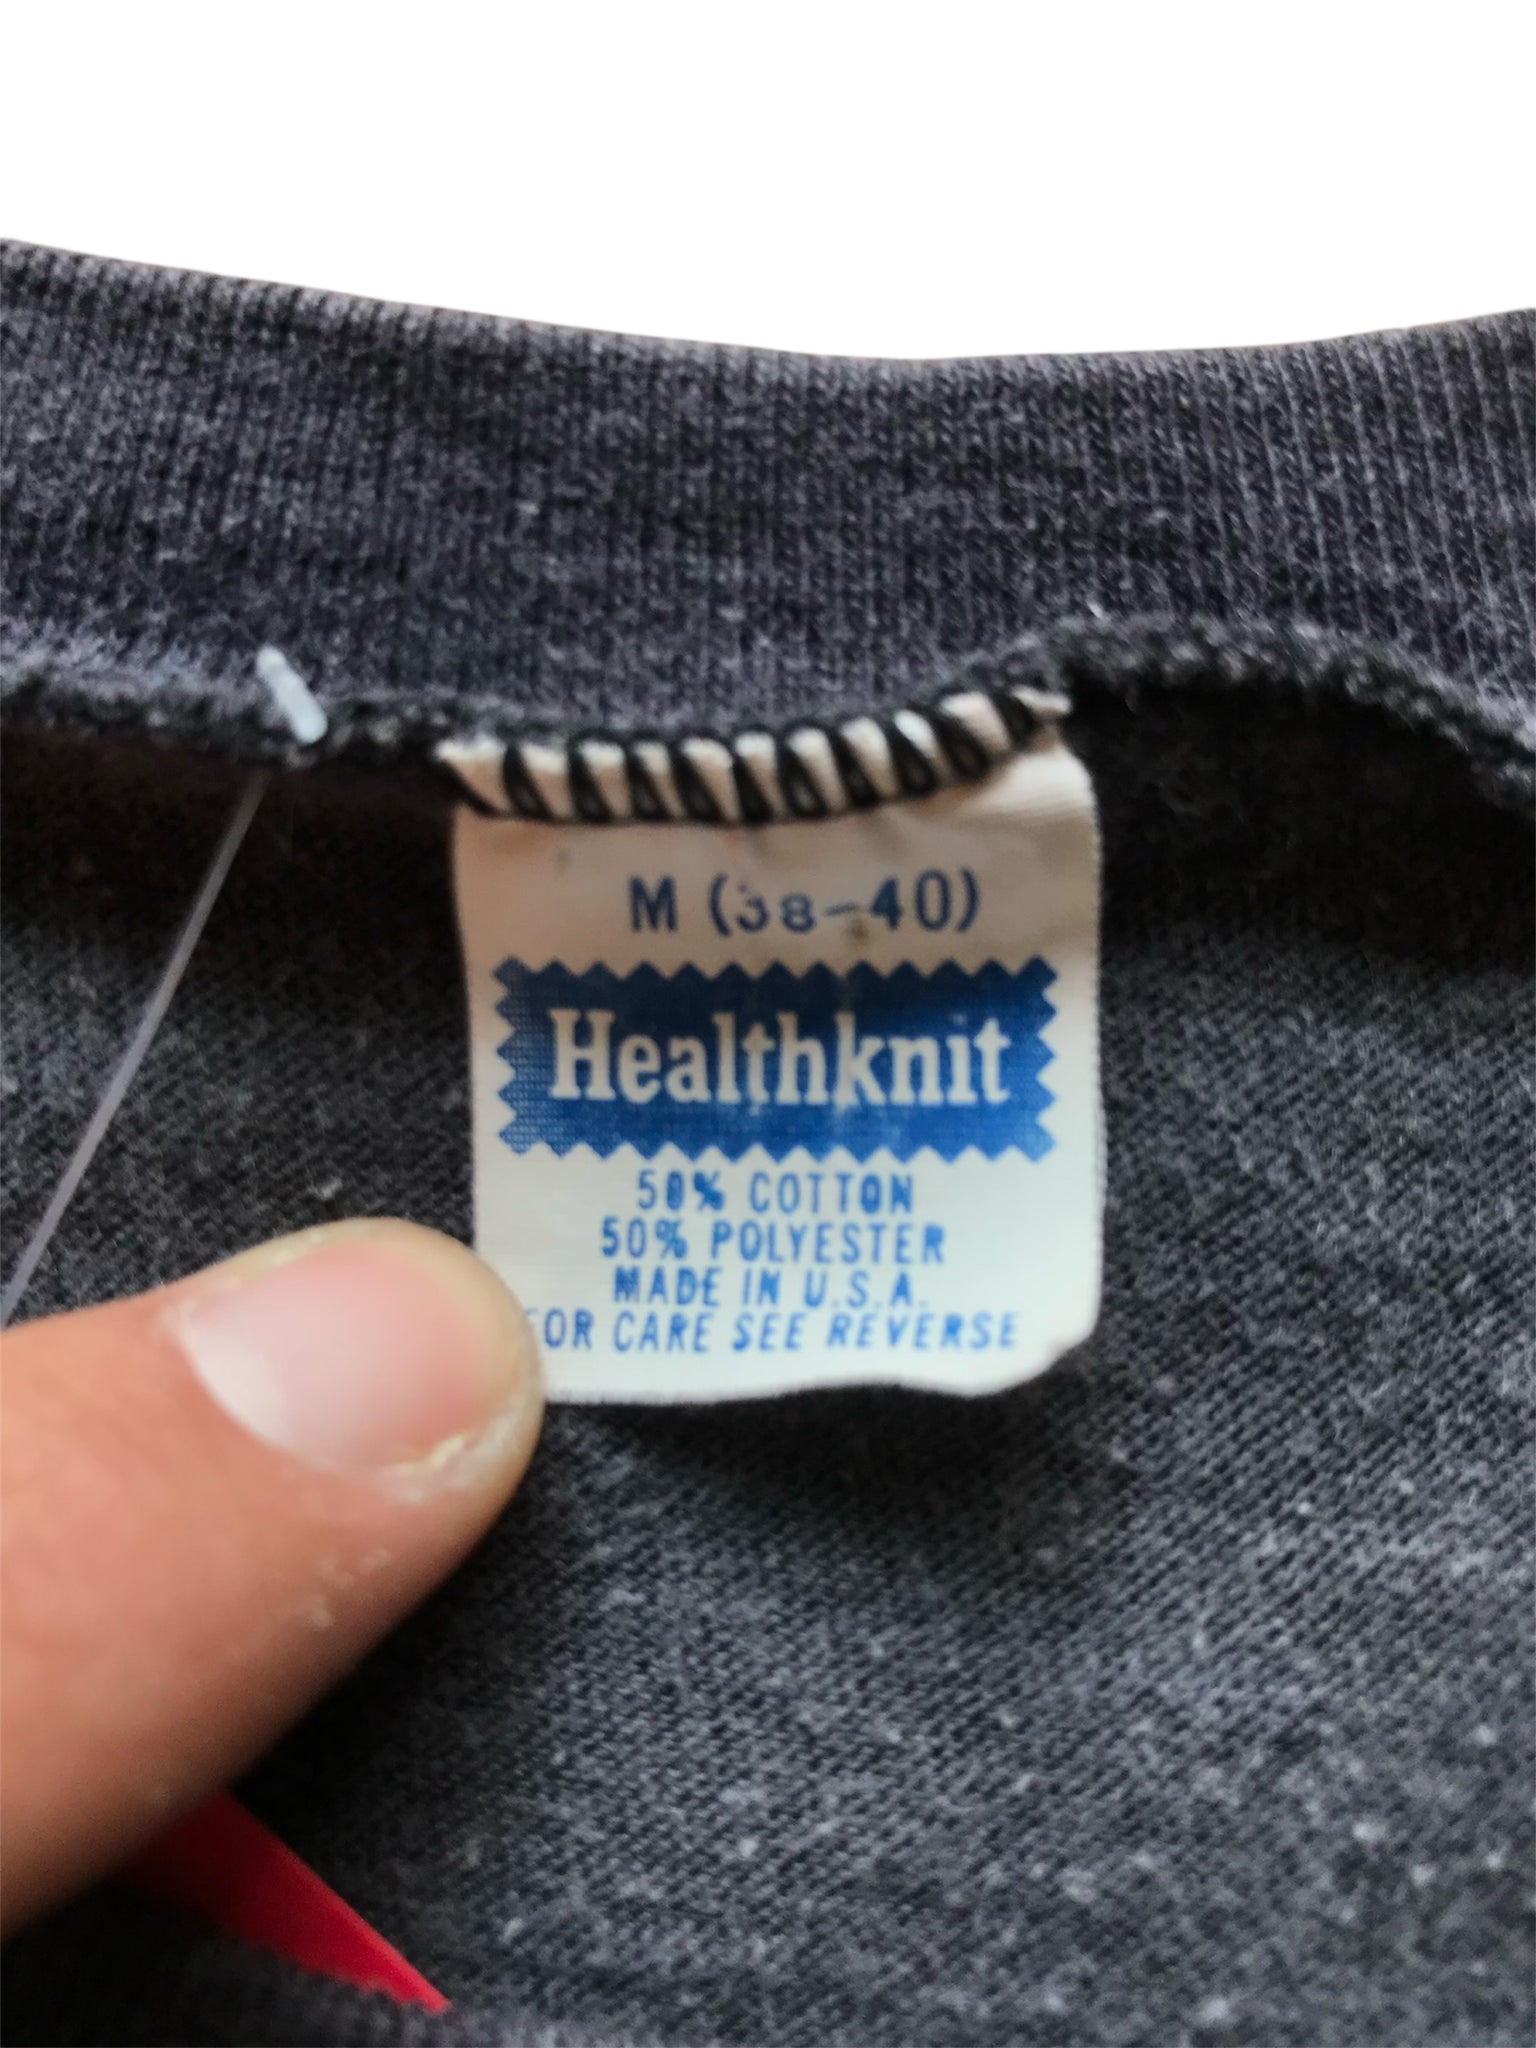 M (38-40)
Healthknit
50% COTTON
50% POLYESTER
MADE IN U.S.A.
FOR CARE SEE REVERSE